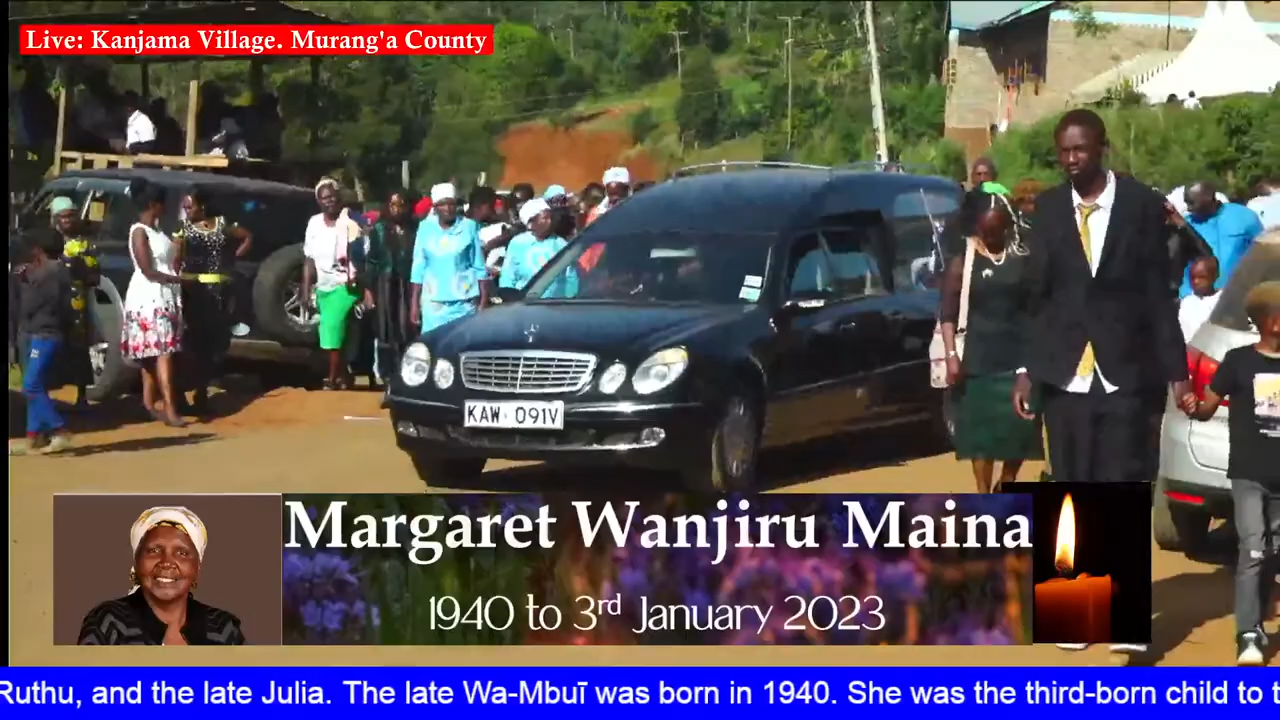 Live: Kanjama Village. Murang'a County
KAW 091V
Margaret Wanjiru Maina
1940 to 3rd January 2023
Ruthu, and the late Julia. The late Wa-Mbuī was born in 1940. She was the third-born child to t